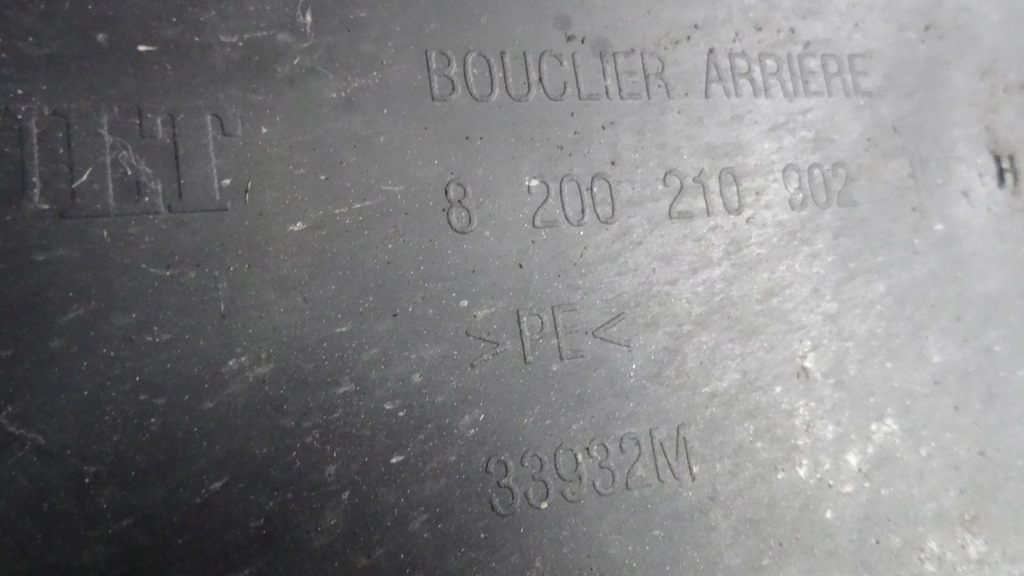 BOUCLIER ARRIÈRE
8 200 210 902 H
>PE<
33932M